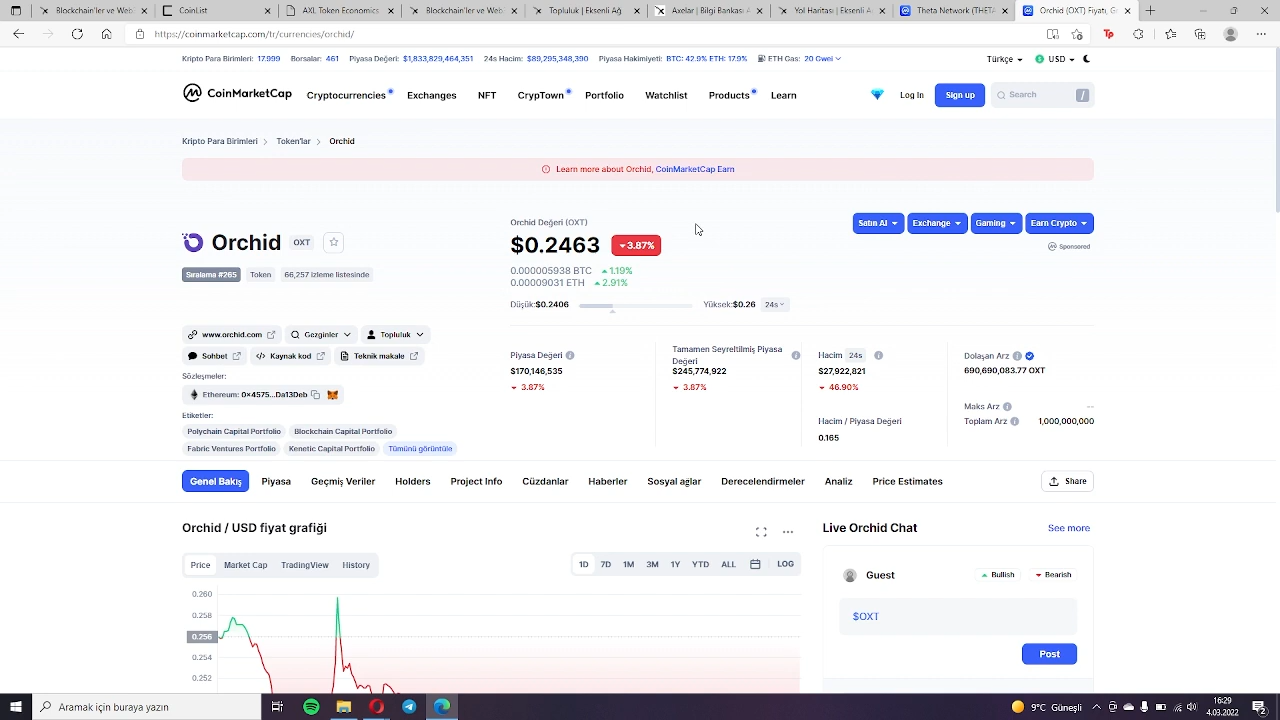 Blockchain'ler ve Webs
Coinlist
AXL Token Ekonomis
Blockchain'ler ve Webs
Topluluk | Eksenli Ağ
Axelar | Bilgi Bankası A
Yol Haritası | Eksenli A
Theta Network (THETA
Orchid (OXT) Fiyatı, G
https://coinmarketcap.com/tr/currencies/orchid/
Kripto Para Birimleri: 17.999 Borsalar: 461 Piyasa Değeri: $1,833,829,464,351 24s Hacim: $89,295,348,390 Piyasa Hakimiyeti: BTC: 42.9% ETH: 17.9% ETH Gas: 20 Gwei
Türkçe USD
CoinMarketCap Cryptocurrencies Exchanges NFT CrypTown Portfolio Watchlist Products Learn Log In Sign up Search /
Kripto Para Birimleri > Token'lar > Orchid
Learn more about Orchid, CoinMarketCap Earn
Orchid Değeri (OXT)
Satın Al Exchange Gaming Earn Crypto
Orchid OXT
$0.2463 3.87%
Sponsored
0.000005938 BTC 1.19%
Sıralama #265 Token 66,257 izleme listesinde
0.00009031 ETH 2.91%
Düşük:$0.2406 Yüksek:$0.26 24s
www.orchid.com Gezginler Topluluk
Sohbet Kaynak kod Teknik makale
Sözleşmeler:
Ethereum: 0x4575...Da13Deb
Etiketler:
Polychain Capital Portfolio Blockchain Capital Portfolio
Fabric Ventures Portfolio Kenetic Capital Portfolio Tümünü görüntüle
Piyasa Değeri
$170,146,535
3.87%
Tamamen Seyreltilmiş Piyasa
Değeri
$245,774,922
3.87%
Hacim 24s
$27,922,821
46.90%
Hacim / Piyasa Değeri
0.165
Dolaşan Arz
690,690,083.77 OXT
Maks Arz --
Toplam Arz 1,000,000,000
Genel Bakış Piyasa Geçmiş Veriler Holders Project Info Cüzdanlar Haberler Sosyal ağlar Derecelendirmeler Analiz Price Estimates Share
Orchid / USD fiyat grafiği
Price Market Cap TradingView History
1D 7D 1M 3M 1Y YTD ALL LOG
0.260
0.258
0.256
0.254
0.252
Live Orchid Chat See more
Guest Bullish Bearish
$OXT
Post
Aramak için buraya yazın
9°C Güneşli
16:29
4.03.2022